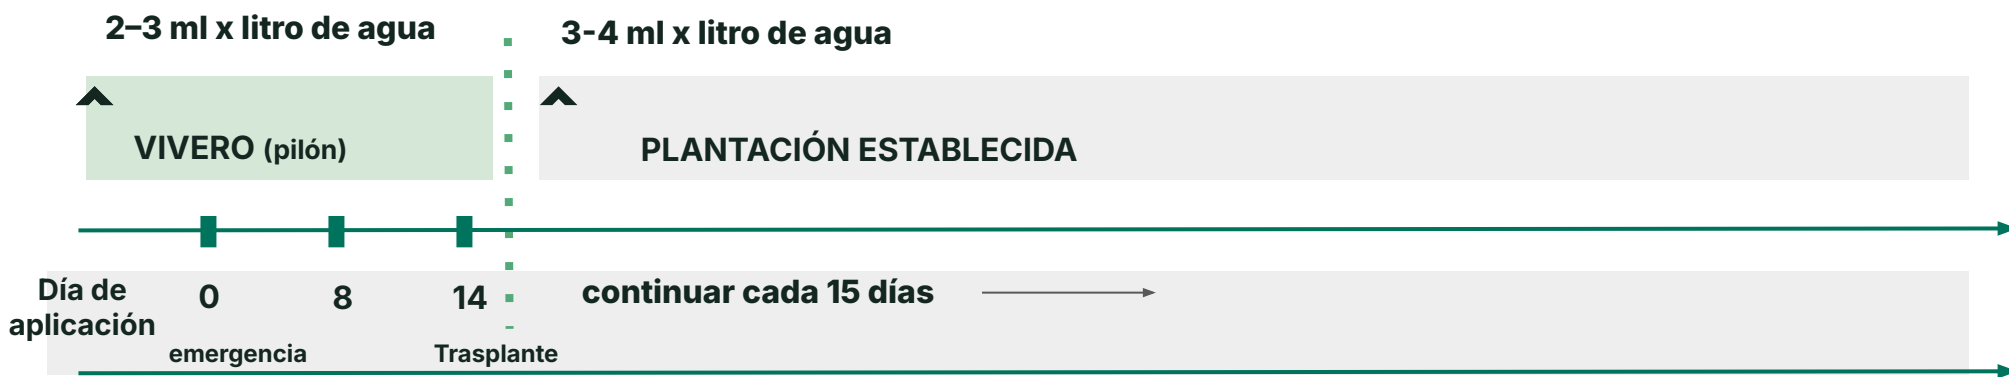 2–3 ml x litro de agua
3-4 ml x litro de agua
VIVERO (pilón)
PLANTACIÓN ESTABLECIDA
Día de
aplicación
0
8
14
continuar cada 15 días
emergencia
Trasplante